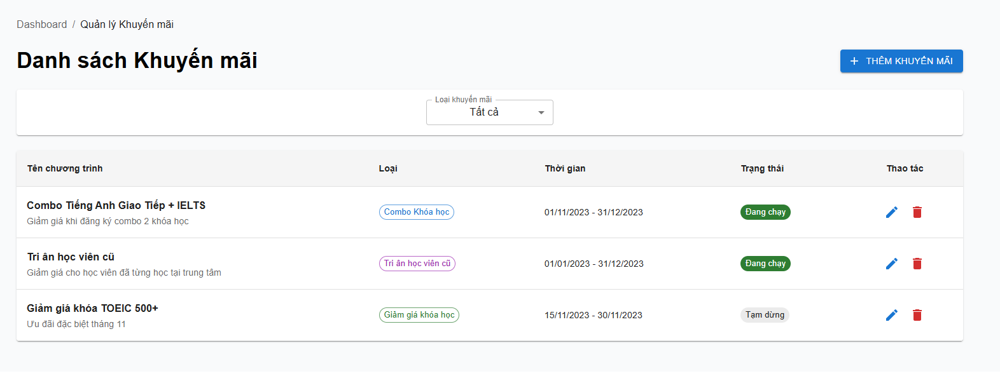 Dashboard / Quản lý Khuyến mãi
Danh sách Khuyến mãi
THÊM KHUYẾN MÃI
Loại khuyến mãi
Tất cả
Tên chương trình Loại Thời gian Trạng thái Thao tác
Combo Tiếng Anh Giao Tiếp + IELTS
Giảm giá khi đăng ký combo 2 khóa học
Combo Khóa học
01/11/2023 - 31/12/2023
Đang chạy
Tri ân học viên cũ
Giảm giá cho học viên đã từng học tại trung tâm
Tri ân học viên cũ
01/01/2023 - 31/12/2023
Đang chạy
Giảm giá khóa TOEIC 500+
Ưu đãi đặc biệt tháng 11
Giảm giá khóa học
15/11/2023 - 30/11/2023
Tạm dừng